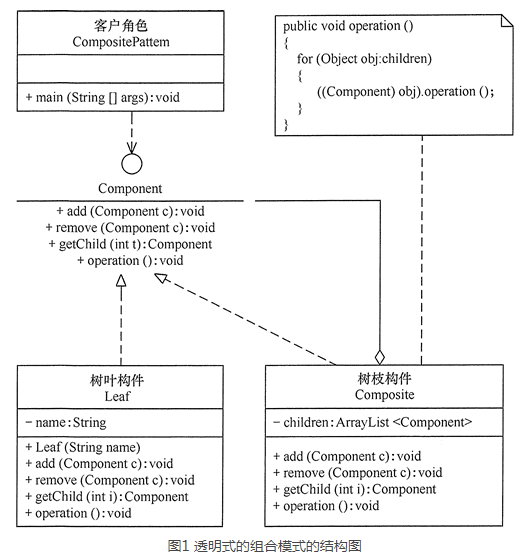 客户角色
CompositePattem
+ main (String [] args):void
public void operation ()
{
for (Object obj:children)
{
((Component) obj).operation ();
}
}
Component
+ add (Component c):void
+ remove (Component c):void
+ getChild (int t):Component
+ operation ():void
树叶构件
Leaf
− name:String
+ Leaf (String name)
+ add (Component c):void
+ remove (Component c):void
+ getChild (int i):Component
+ operation ():void
树枝构件
Composite
− children:ArrayList <Component>
+ add (Component c):void
+ remove (Component c):void
+ getChild (int i):Component
+ operation ():void
图1 透明式的组合模式的结构图